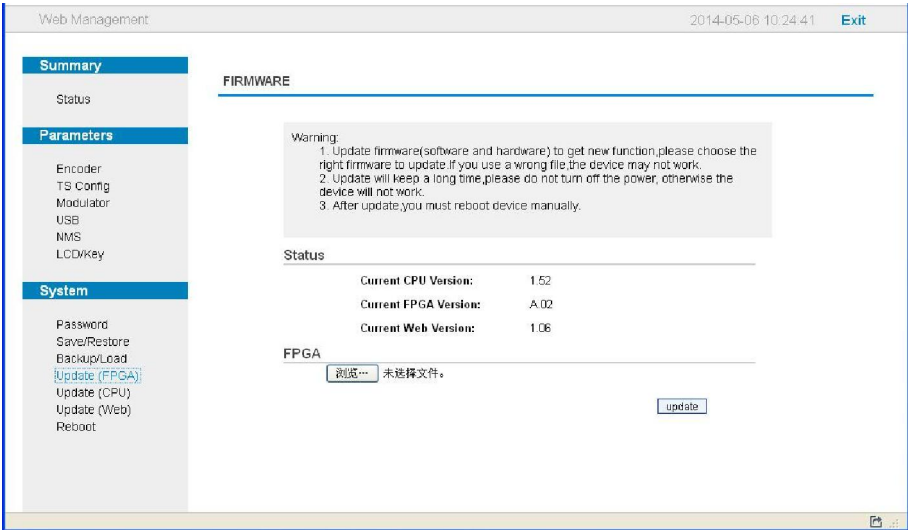 Web Management
2014-05-06 10:24:41
Exit
Summary
Status
Parameters
Encoder
TS Config
Modulator
USB
NMS
LCD/Key
System
Password
Save/Restore
Backup/Load
Update (FPGA)
Update (CPU)
Update (Web)
Reboot
FIRMWARE
Warning:
1. Update firmware(software and hardware) to get new function,please choose the
right firmware to update.If you use a wrong file,the device may not work.
2. Update will keep a long time,please do not turn off the power, otherwise the
device will not work.
3. After update,you must reboot device manually.
Status
Current CPU Version: 1.52
Current FPGA Version: A.02
Current Web Version: 1.06
FPGA
浏览… 未选择文件。
update